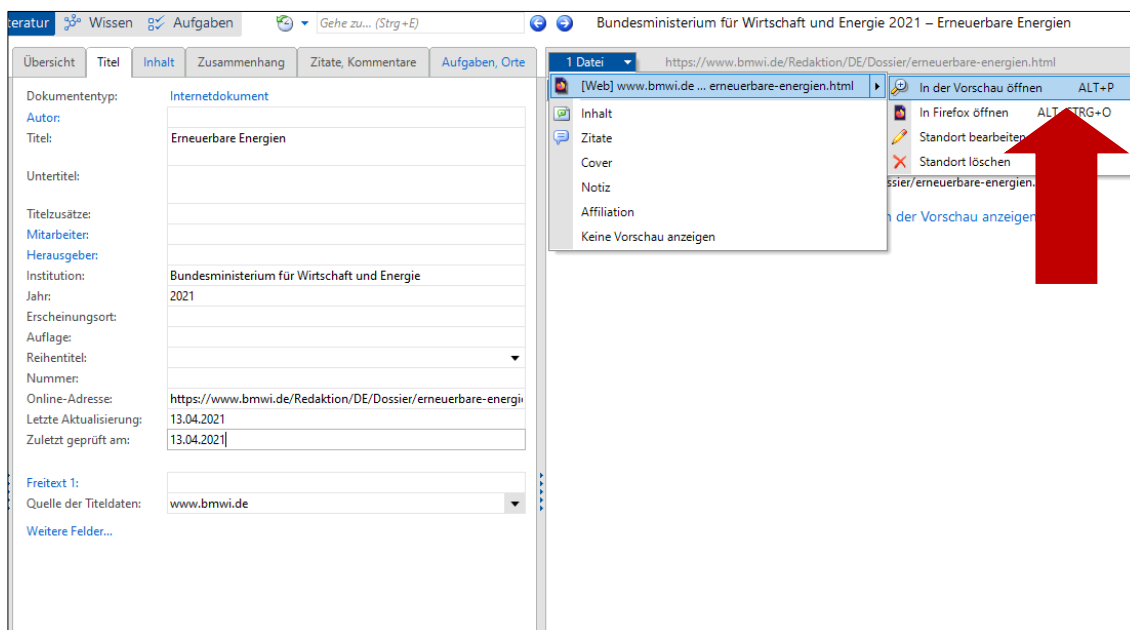 teratur Wissen Aufgaben Gehe zu... (Strg+E) Bundesministerium für Wirtschaft und Energie 2021 – Erneuerbare Energien
Übersicht Titel Inhalt Zusammenhang Zitate, Kommentare Aufgaben, Orte
Dokumententyp: Internetdokument
Autor:
Titel: Erneuerbare Energien
Untertitel:
Titelzusätze:
Mitarbeiter:
Herausgeber:
Institution: Bundesministerium für Wirtschaft und Energie
Jahr: 2021
Erscheinungsort:
Auflage:
Reihentitel:
Nummer:
Online-Adresse: https://www.bmwi.de/Redaktion/DE/Dossier/erneuerbare-energi
Letzte Aktualisierung: 13.04.2021
Zuletzt geprüft am: 13.04.2021
Freitext 1:
Quelle der Titeldaten: www.bmwi.de
Weitere Felder...
1 Datei https://www.bmwi.de/Redaktion/DE/Dossier/erneuerbare-energien.html
[Web] www.bmwi.de ... erneuerbare-energien.html
Inhalt
Zitate
Cover
Notiz
Affiliation
Keine Vorschau anzeigen
In der Vorschau öffnen ALT+P
In Firefox öffnen ALT STRG+O
Standort bearbeiten
Standort löschen
ssier/erneuerbare-energien.
der Vorschau anzeigen